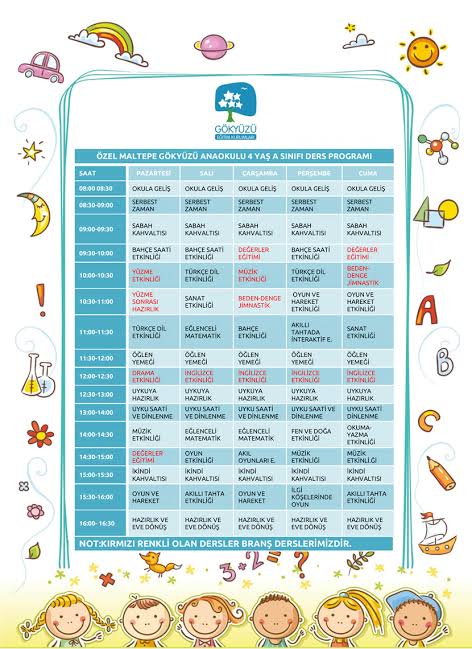 GÖKYÜZÜ
EĞİTİM KURUMLARI
ÖZEL MALTEPE GÖKYÜZÜ ANAOKULU 4 YAŞ A SINIFI DERS PROGRAMI
SAAT PAZARTESİ SALI ÇARŞAMBA PERŞEMBE CUMA
08:00 08:30 OKULA GELİŞ OKULA GELİŞ OKULA GELİŞ OKULA GELİŞ OKULA GELİŞ
08:30-09:00 SERBEST SERBEST SERBEST SERBEST SERBEST
ZAMAN ZAMAN ZAMAN ZAMAN ZAMAN
09:00-09:30 SABAH SABAH SABAH SABAH SABAH
KAHVALTISI KAHVALTISI KAHVALTISI KAHVALTISI KAHVALTISI
09:30-10:00 BAHÇE SAATİ BAHÇE SAATİ DEĞERLER BAHÇE SAATİ DEĞERLER
ETKİNLİĞİ ETKİNLİĞİ EĞİTİMİ ETKİNLİĞİ EĞİTİMİ
10:00-10:30 YÜZME TÜRKÇE DİL MÜZİK TÜRKÇE DİL BEDEN-
ETKİNLİĞİ ETKİNLİĞİ ETKİNLİĞİ ETKİNLİĞİ DENGE
JİMNASTİK
10:30-11:00 YÜZME SANAT BEDEN-DENGE OYUN VE OYUN VE
SONRASI ETKİNLİĞİ JİMNASTİK HAREKET HAREKET
HAZIRLIK ETKİNLİĞİ ETKİNLİĞİ
11:00-11:30 TÜRKÇE DİL EĞLENCELİ BAHÇE AKILLI SANAT
ETKİNLİĞİ MATEMATİK ETKİNLİĞİ TAHTADA ETKİNLİĞİ
İNTERAKTİF E.
11:30-12:00 ÖĞLEN ÖĞLEN ÖĞLEN ÖĞLEN ÖĞLEN
YEMEĞİ YEMEĞİ YEMEĞİ YEMEĞİ YEMEĞİ
12:00-12:30 DRAMA İNGİLİZCE İNGİLİZCE İNGİLİZCE İNGİLİZCE
ETKİNLİĞİ ETKİNLİĞİ ETKİNLİĞİ ETKİNLİĞİ ETKİNLİĞİ
12:30-13:00 UYKUYA UYKUYA UYKUYA UYKUYA UYKUYA
HAZIRLIK HAZIRLIK HAZIRLIK HAZIRLIK HAZIRLIK
13:00-14:00 UYKU SAATİ UYKU SAATİ UYKU SAATİ UYKU SAATİ UYKU SAATİ
VE DİNLENME VE DİNLENME VE DİNLENME VE DİNLENME VE DİNLENME
14:00-14:30 MÜZİK EĞLENCELİ EĞLENCELİ FEN VE DOĞA OKUMA-
ETKİNLİĞİ MATEMATİK MATEMATİK ETKİNLİĞİ YAZMA
ETKİNLİĞİ
14:30-15:00 DEĞERLER OYUN AKIL MÜZİK MÜZİK
EĞİTİMİ ETKİNLİĞİ OYUNLARI E. ETKİNLİĞİ ETKİNLİĞİ
15:00-15:30 İKİNDİ İKİNDİ İKİNDİ İKİNDİ İKİNDİ
KAHVALTISI KAHVALTISI KAHVALTISI KAHVALTISI KAHVALTISI
15:30-16:00 OYUN VE AKILLI TAHTA OYUN VE İLGİ AKILLI TAHTA
HAREKET ETKİNLİĞİ HAREKET KÖŞELERİNDE ETKİNLİĞİ
OYUN
16:00- 16:30 HAZIRLIK VE HAZIRLIK VE HAZIRLIK VE HAZIRLIK VE HAZIRLIK VE
EVE DÖNÜŞ EVE DÖNÜŞ EVE DÖNÜŞ EVE DÖNÜŞ EVE DÖNÜŞ
NOT:KIRMIZI RENKLİ OLAN DERSLER BRANŞ DERSLERİMİZDİR.
!
A
B
C
3+2=?